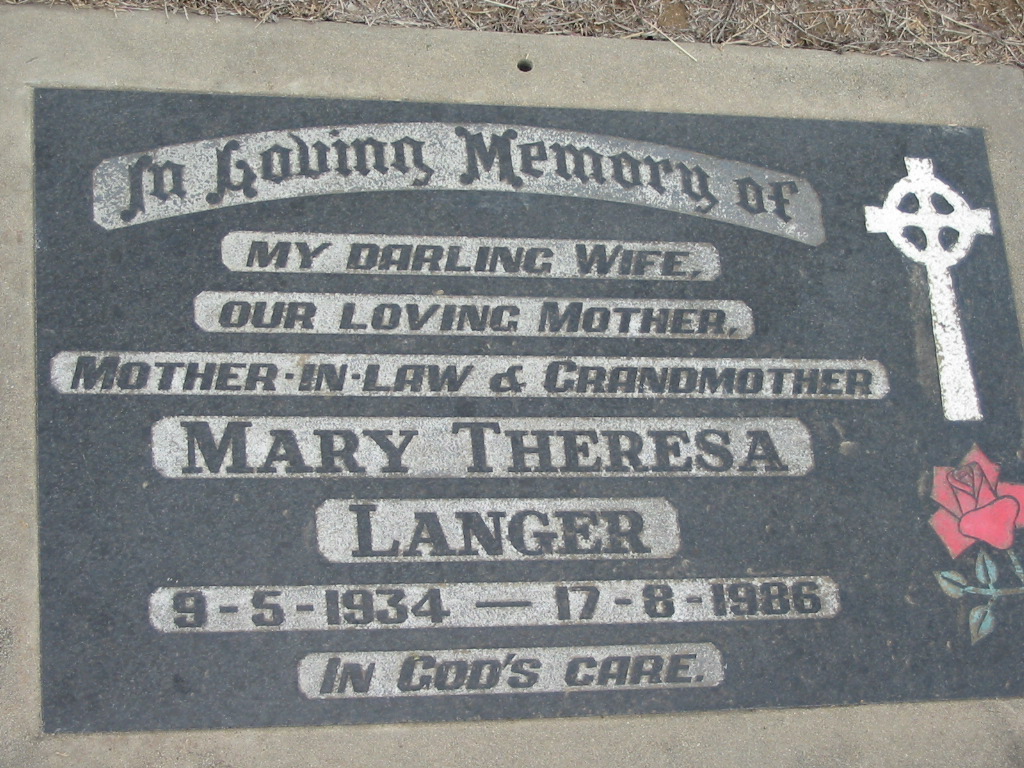 In Loving Memory of
MY DARLING WIFE,
OUR LOVING MOTHER,
MOTHER-IN-LAW & GRANDMOTHER
MARY THERESA
LANGER
9-5-1934 — 17-8-1986
IN GOD'S CARE.